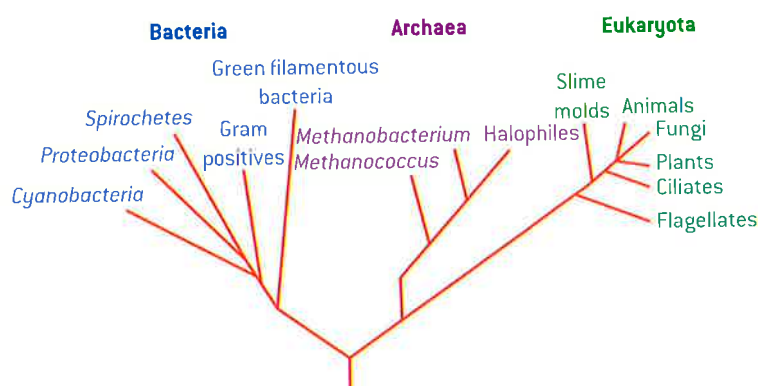 Bacteria
Archaea
Eukaryota
Green filamentous
bacteria
Spirochetes
Gram
positives
Proteobacteria
Cyanobacteria
Methanobacterium
Halophiles
Methanococcus
Slime
molds
Animals
Fungi
Plants
Ciliates
Flagellates